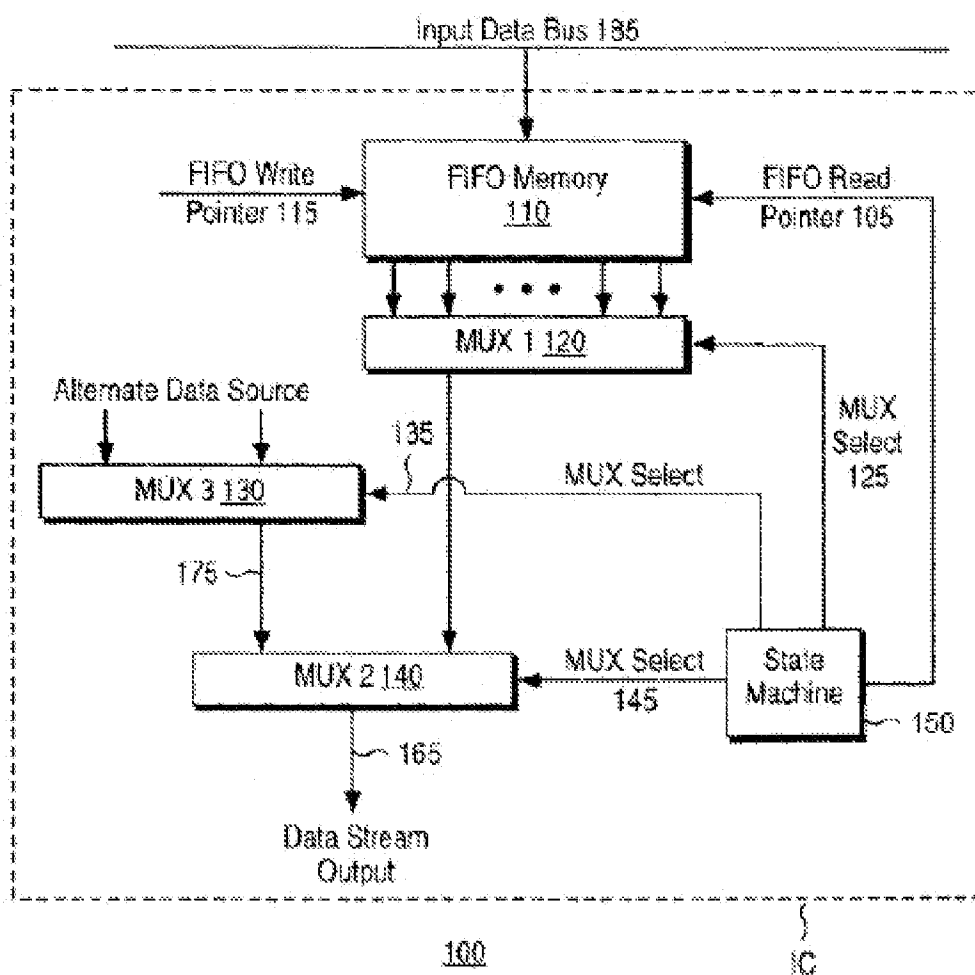 Input Data Bus 185
FIFO Write
Pointer 115
FIFO Memory
110
FIFO Read
Pointer 105
MUX 1 120
Alternate Data Source
135
MUX Select
MUX
Select
125
MUX 3 130
175
MUX 2 140
MUX Select
145
State
Machine
150
165
Data Stream
Output
100
IC